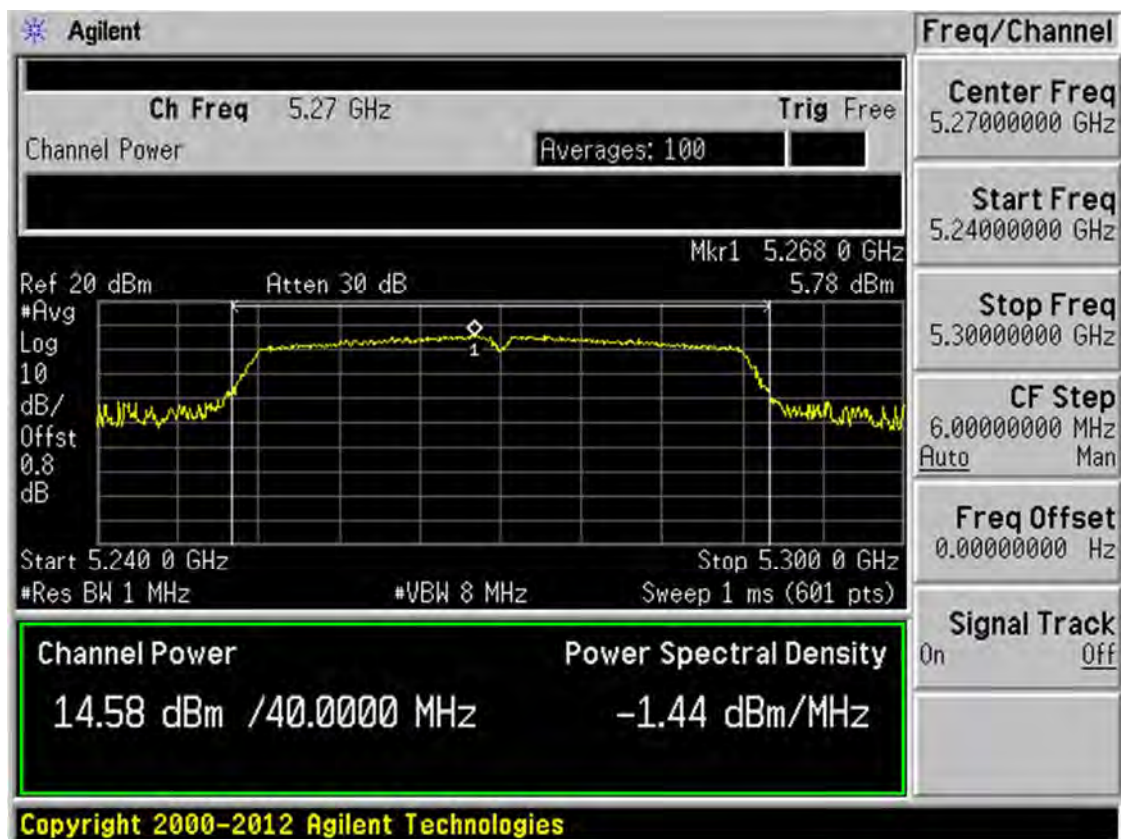 Agilent
Ch Freq 5.27 GHz Trig Free
Channel Power Averages: 100
Mkr1 5.268 0 GHz
Ref 20 dBm Atten 30 dB 5.78 dBm
#Avg
Log
10
dB/
Offst
0.8
dB
1
Start 5.240 0 GHz Stop 5.300 0 GHz
#Res BW 1 MHz #VBW 8 MHz Sweep 1 ms (601 pts)
Channel Power Power Spectral Density
14.58 dBm /40.0000 MHz -1.44 dBm/MHz
Copyright 2000-2012 Agilent Technologies
Freq/Channel
Center Freq
5.27000000 GHz
Start Freq
5.24000000 GHz
Stop Freq
5.30000000 GHz
CF Step
6.00000000 MHz
Auto Man
Freq Offset
0.00000000 Hz
Signal Track
On Off